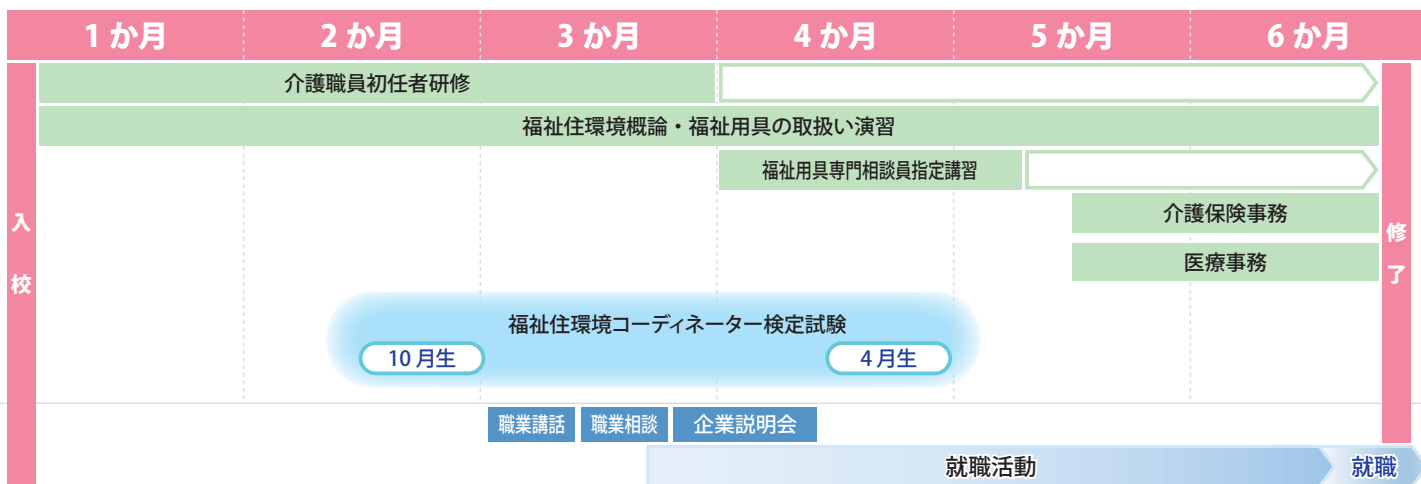 1か月 2か月 3か月 4か月 5か月 6か月
入校
介護職員初任者研修
福祉住環境概論・福祉用具の取扱い演習
福祉用具専門相談員指定講習
介護保険事務
医療事務
修了
福祉住環境コーディネーター検定試験
10月生 4月生
職業講話 職業相談 企業説明会
就職活動 就職